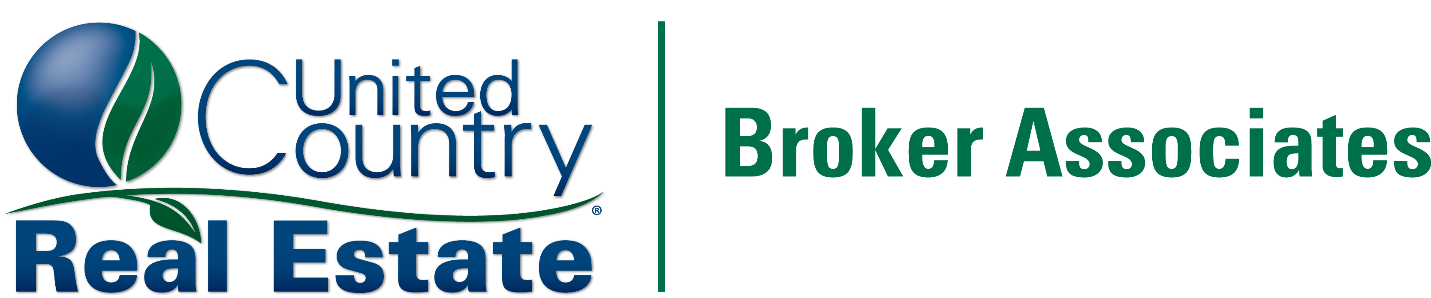 United
Country
Real Estate®
Broker Associates